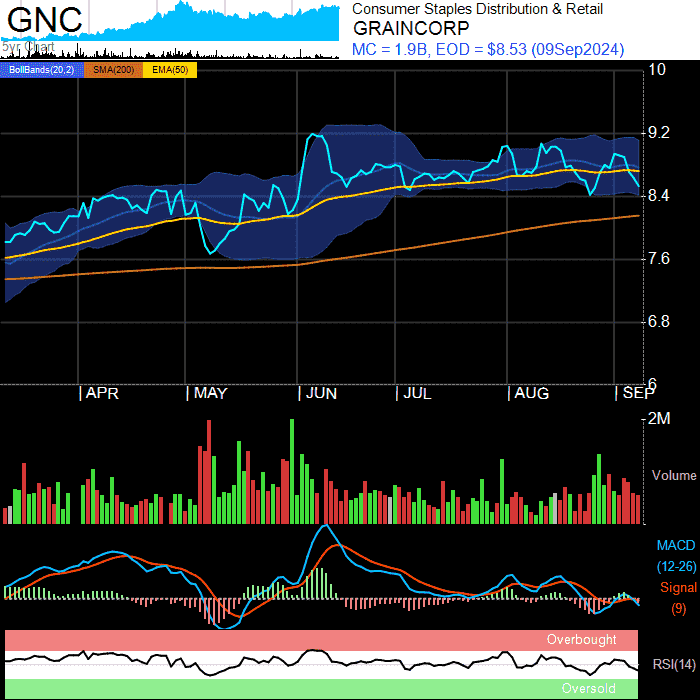 GNC
5yr Chart
Consumer Staples Distribution & Retail
GRAINCORP
MC = 1.9B, EOD = $8.53 (09Sep2024)
BollBands(20,2) SMA(200) EMA(50)
10
9.2
8.4
7.6
6.8
6
APR MAY JUN JUL AUG SEP
2M
Volume
MACD
(12-26)
Signal
(9)
Overbought
RSI(14)
Oversold